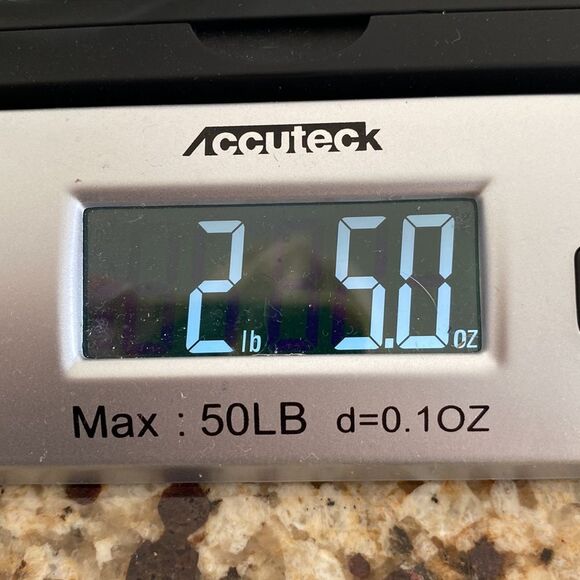 Accuteck
2 lb 5.0 oz
Max : 50LB d=0.1OZ